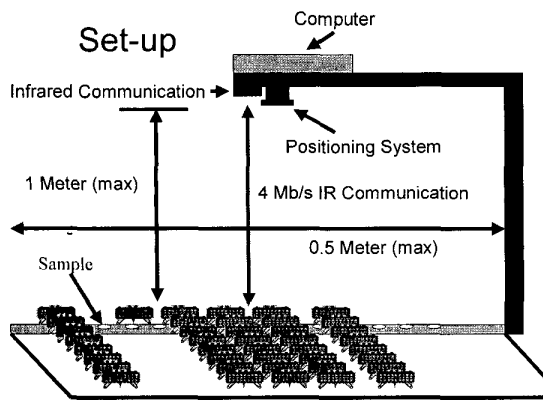 Computer
Set-up
Infrared Communication
Positioning System
1 Meter (max)
4 Mb/s IR Communication
0.5 Meter (max)
Sample